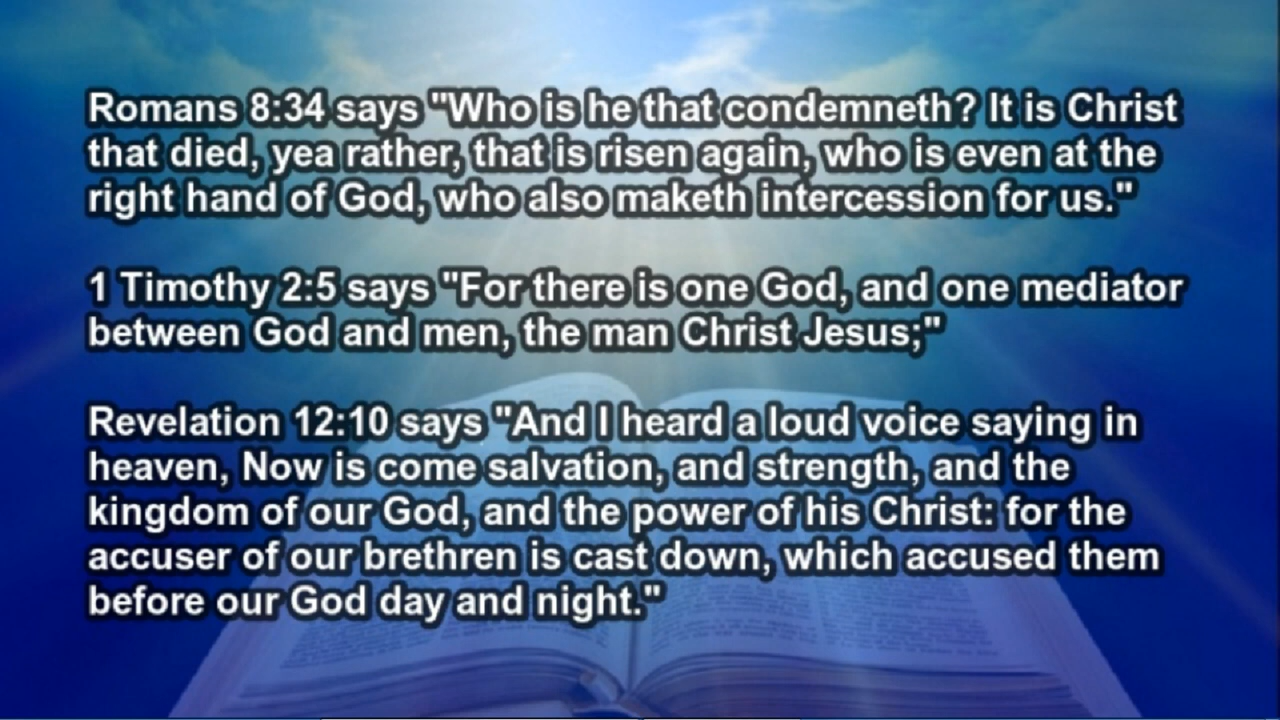 Romans 8:34 says "Who is he that condemneth? It is Christ
that died, yea rather, that is risen again, who is even at the
right hand of God, who also maketh intercession for us."
1 Timothy 2:5 says "For there is one God, and one mediator
between God and men, the man Christ Jesus;"
Revelation 12:10 says "And I heard a loud voice saying in
heaven, Now is come salvation, and strength, and the
kingdom of our God, and the power of his Christ: for the
accuser of our brethren is cast down, which accused them
before our God day and night."